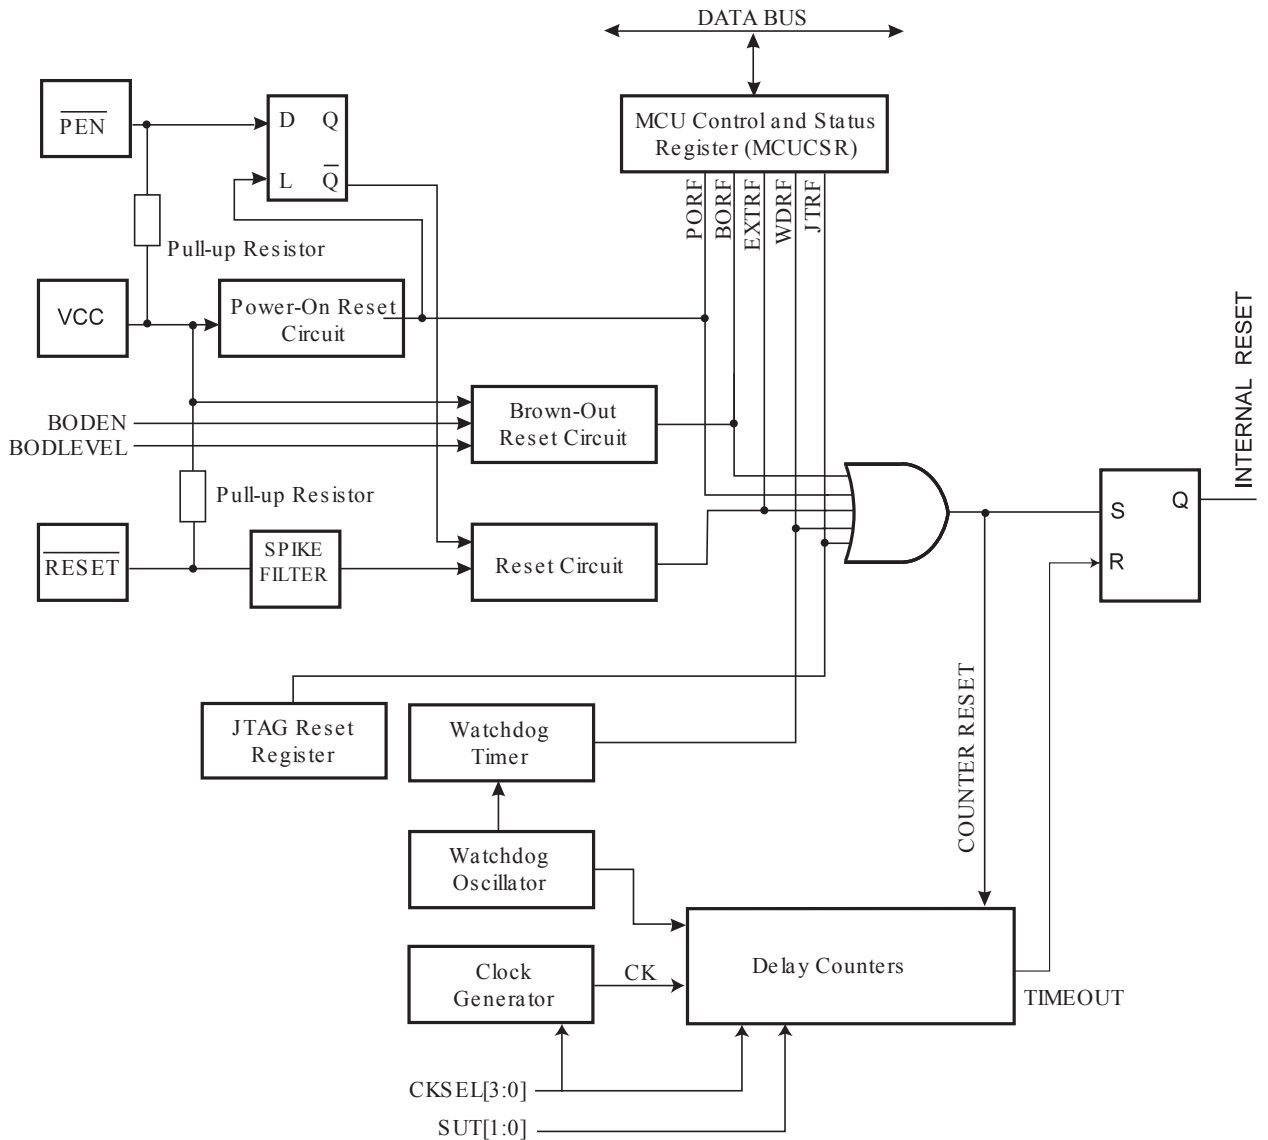 DATA BUS
PEN
D Q
L Q
MCU Control and Status
Register (MCUCSR)
PORF
BORF
EXTRF
WDRF
JTRF
Pull-up Resistor
VCC
Power-On Reset
Circuit
INTERNAL RESET
BODEN
BODLEVEL
Brown-Out
Reset Circuit
Pull-up Resistor
S Q
R
RESET
SPIKE
FILTER
Reset Circuit
COUNTER RESET
JTAG Reset
Register
Watchdog
Timer
Watchdog
Oscillator
Clock
Generator
CK
Delay Counters
TIMEOUT
CKSEL[3:0]
SUT[1:0]